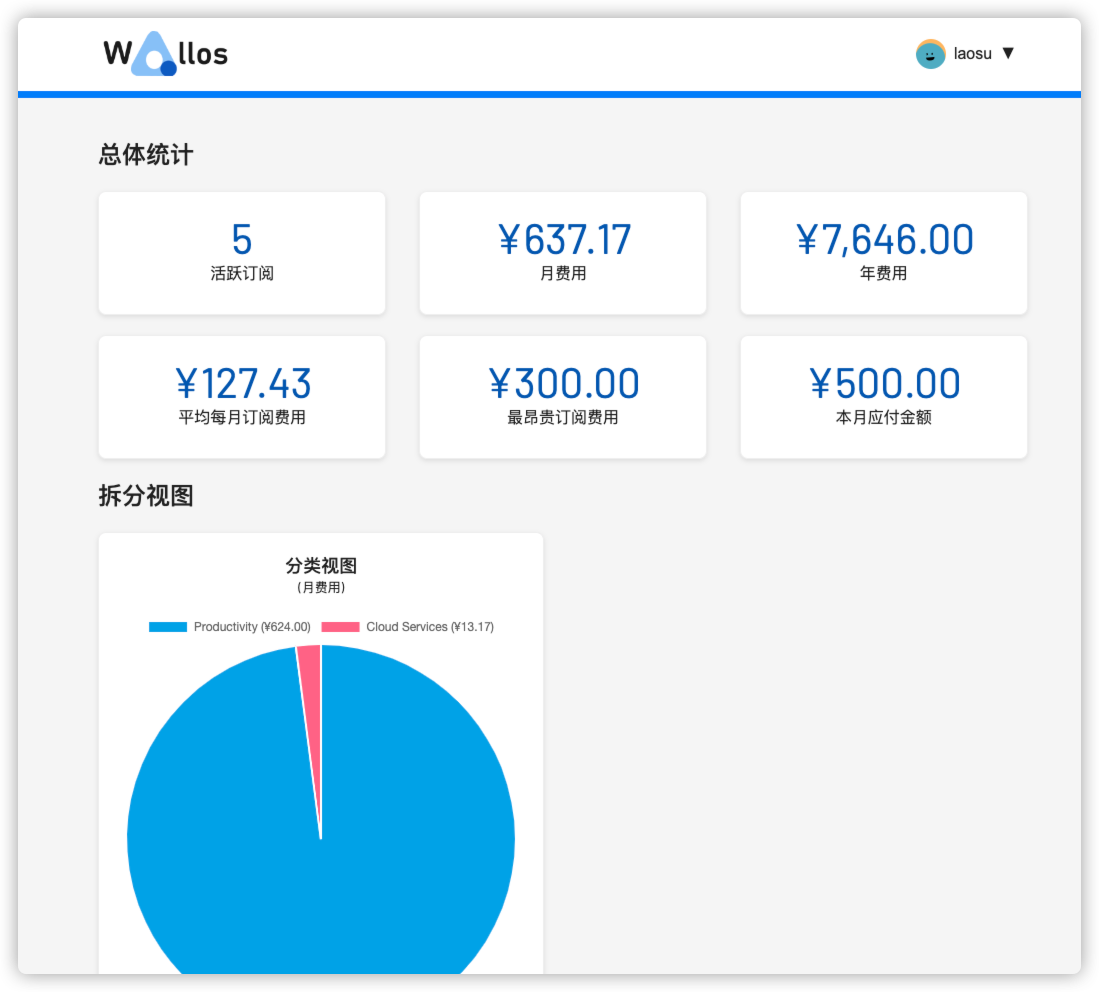 Wallos
laosu ▼
总体统计
5
活跃订阅
¥637.17
月费用
¥7,646.00
年费用
¥127.43
平均每月订阅费用
¥300.00
最昂贵订阅费用
¥500.00
本月应付金额
拆分视图
分类视图
(月费用)
Productivity (¥624.00) Cloud Services (¥13.17)